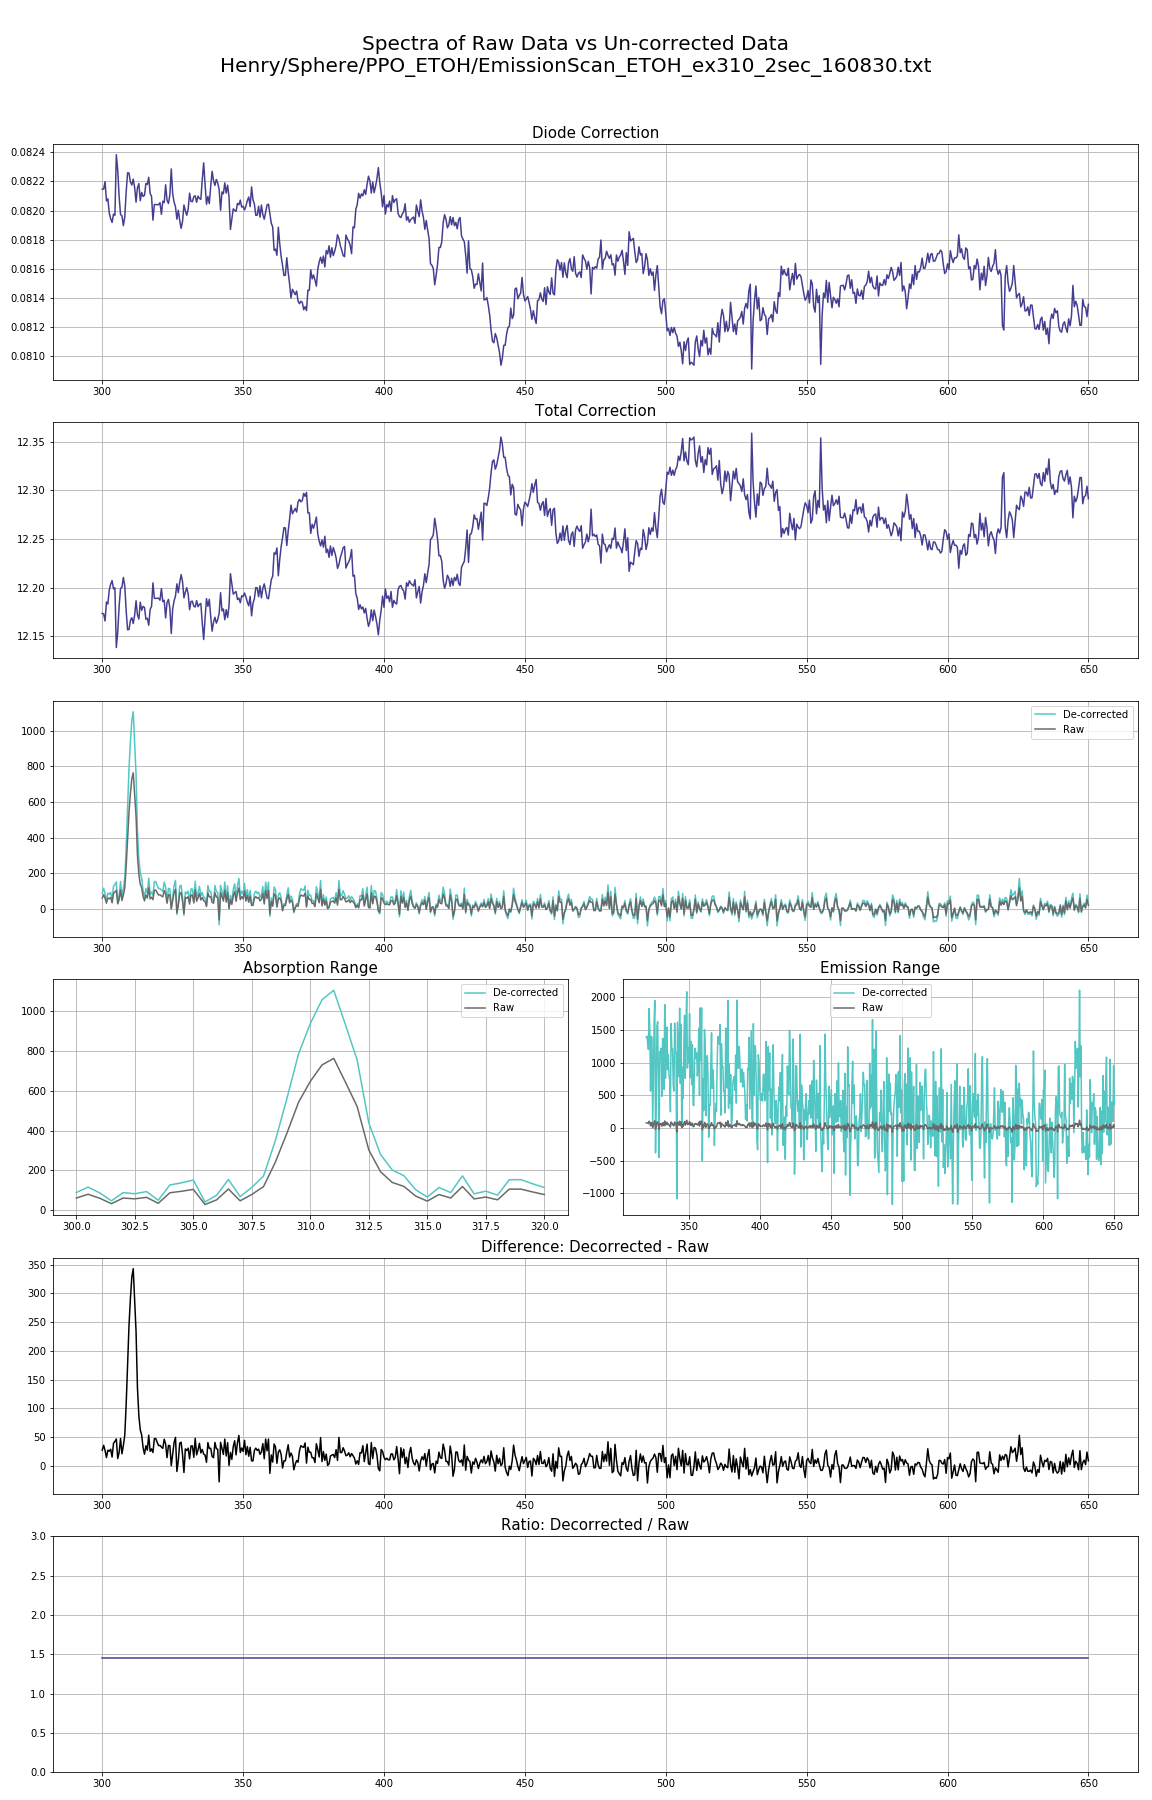 Spectra of Raw Data vs Un-corrected Data
Henry/Sphere/PPO_ETOH/EmissionScan_ETOH_ex310_2sec_160830.txt
Diode Correction
0.0824
0.0822
0.0820
0.0818
0.0816
0.0814
0.0812
0.0810
300 350 400 450 500 550 600 650
Total Correction
12.35
12.30
12.25
12.20
12.15
300 350 400 450 500 550 600 650
De-corrected
Raw
1000
800
600
400
200
0
300 350 400 450 500 550 600 650
Absorption Range
De-corrected
Raw
1000
800
600
400
200
0
300.0 302.5 305.0 307.5 310.0 312.5 315.0 317.5 320.0
Emission Range
De-corrected
Raw
2000
1500
1000
500
0
−500
−1000
350 400 450 500 550 600 650
Difference: Decorrected - Raw
350
300
250
200
150
100
50
0
300 350 400 450 500 550 600 650
Ratio: Decorrected / Raw
3.0
2.5
2.0
1.5
1.0
0.5
0.0
300 350 400 450 500 550 600 650